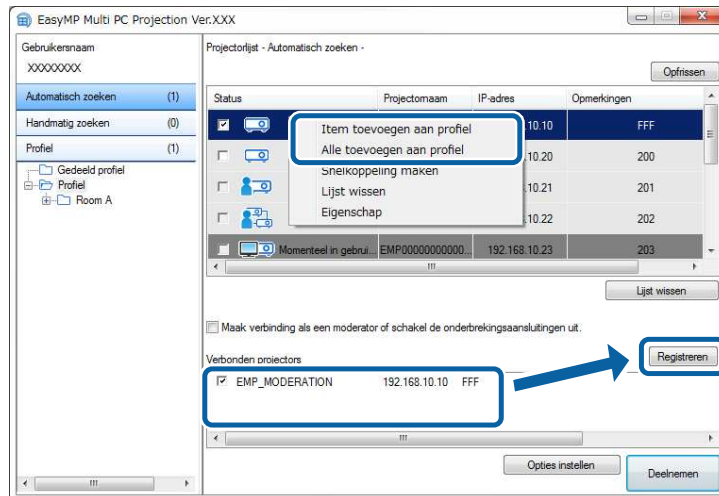 EasyMP Multi PC Projection Ver.XXX
Gebruikersnaam
XXXXXXXX
Automatisch zoeken (1)
Handmatig zoeken (0)
Profiel (1)
Gedeeld profiel
Profiel
Room A
Projectorlijst - Automatisch zoeken -
Opfrissen
Status Projectornaam IP-adres Opmerkingen
Item toevoegen aan profiel
Alle toevoegen aan profiel
Snelkoppeling maken
Lijst wissen
Eigenschap
.10.10 FFF
.10.20 200
.10.21 201
.10.22 202
Momenteel in gebrui... EMP00000000000... 192.168.10.23 203
Lijst wissen
Maak verbinding als een moderator of schakel de onderbrekingsaansluitingen uit.
Verbonden projectors
Registreren
EMP_MODERATION 192.168.10.10 FFF
Opties instellen
Deelnemen